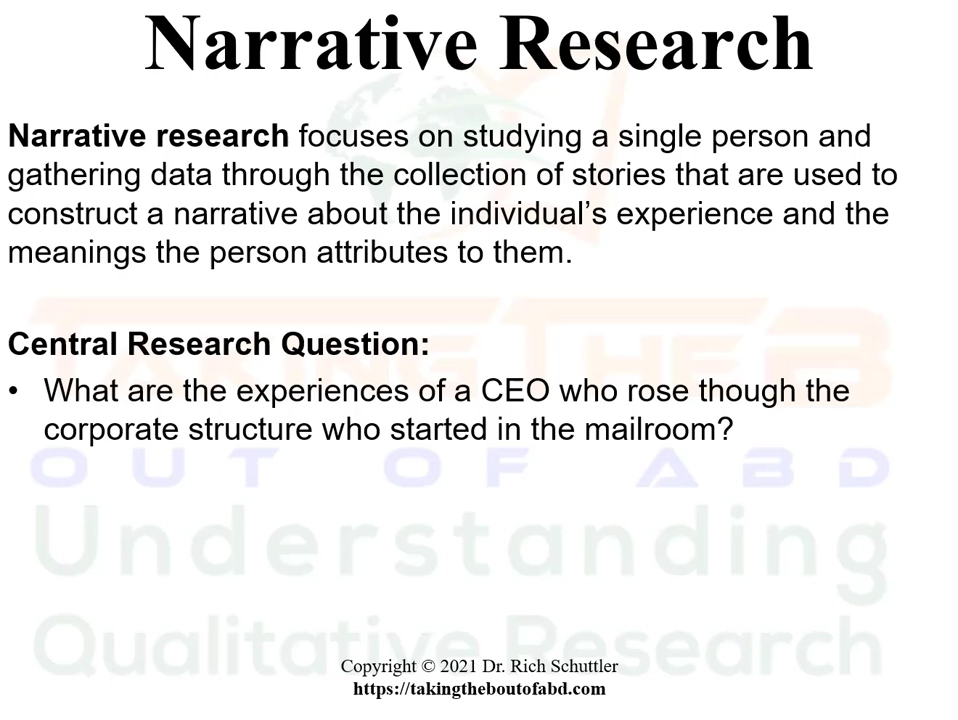 Narrative Research
Narrative research focuses on studying a single person and
gathering data through the collection of stories that are used to
construct a narrative about the individual’s experience and the
meanings the person attributes to them.
TAKING THE B
Central Research Question:
• What are the experiences of a CEO who rose though the
corporate structure who started in the mailroom?
OUT OF ABD
Understanding
Qualitative Research
Copyright © 2021 Dr. Rich Schuttler
https://takingtheboutofabd.com